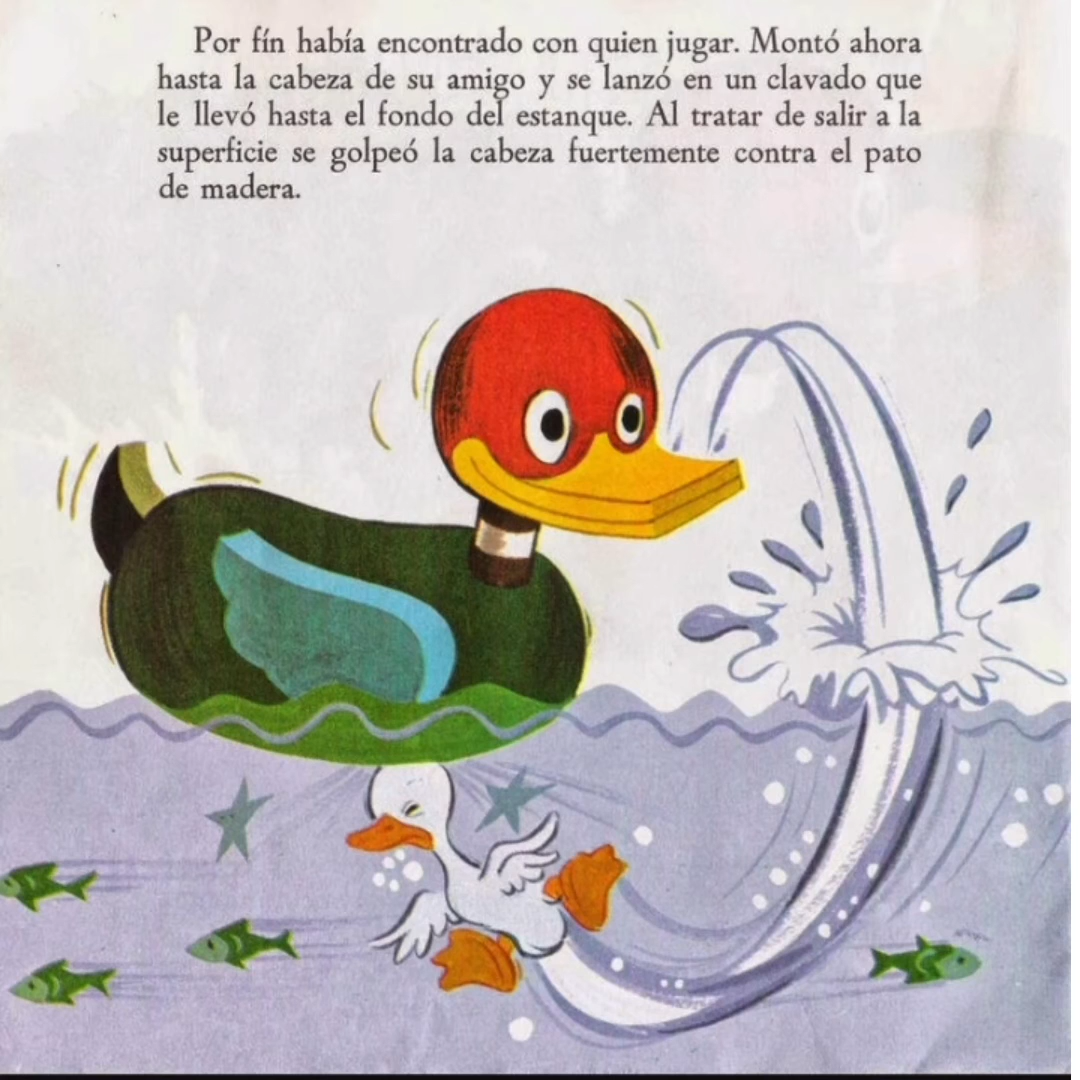 Por fín había encontrado con quien jugar. Montó ahora
hasta la cabeza de su amigo y se lanzó en un clavado que
le llevó hasta el fondo del estanque. Al tratar de salir a la
superficie se golpeó la cabeza fuertemente contra el pato
de madera.